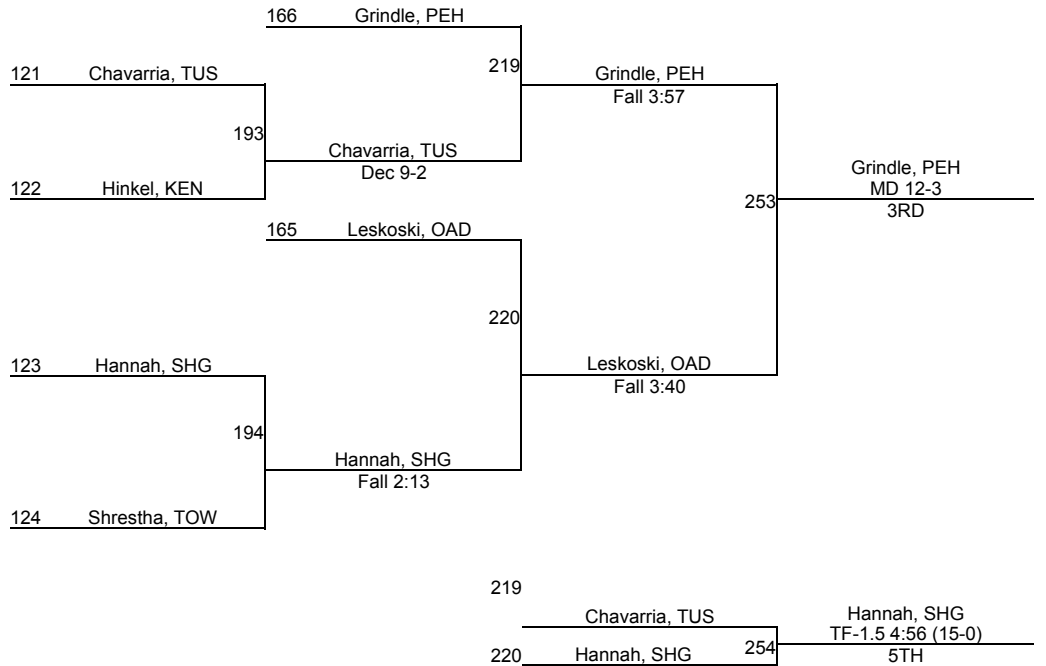 166 Grindle, PEH
219 Grindle, PEH
121 Chavarria, TUS
Fall 3:57
193
Chavarria, TUS
Dec 9-2
Grindle, PEH
122 Hinkel, KEN
MD 12-3
253
3RD
165 Leskoski, OAD
220
123 Hannah, SHG
Leskoski, OAD
Fall 3:40
194
Hannah, SHG
Fall 2:13
124 Shrestha, TOW
219
Chavarria, TUS
Hannah, SHG
TF-1.5 4:56 (15-0)
220 Hannah, SHG
254
5TH